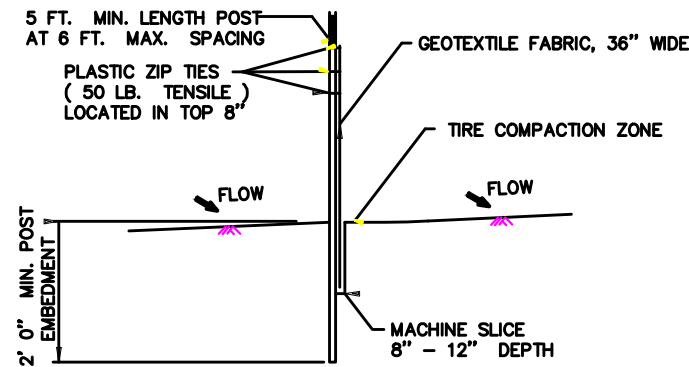 5 FT. MIN. LENGTH POST
AT 6 FT. MAX. SPACING
GEOTEXTILE FABRIC, 36” WIDE
PLASTIC ZIP TIES
( 50 LB. TENSILE )
LOCATED IN TOP 8”
TIRE COMPACTION ZONE
FLOW
FLOW
2' 0” MIN. POST
EMBEDMENT
MACHINE SLICE
8” – 12” DEPTH